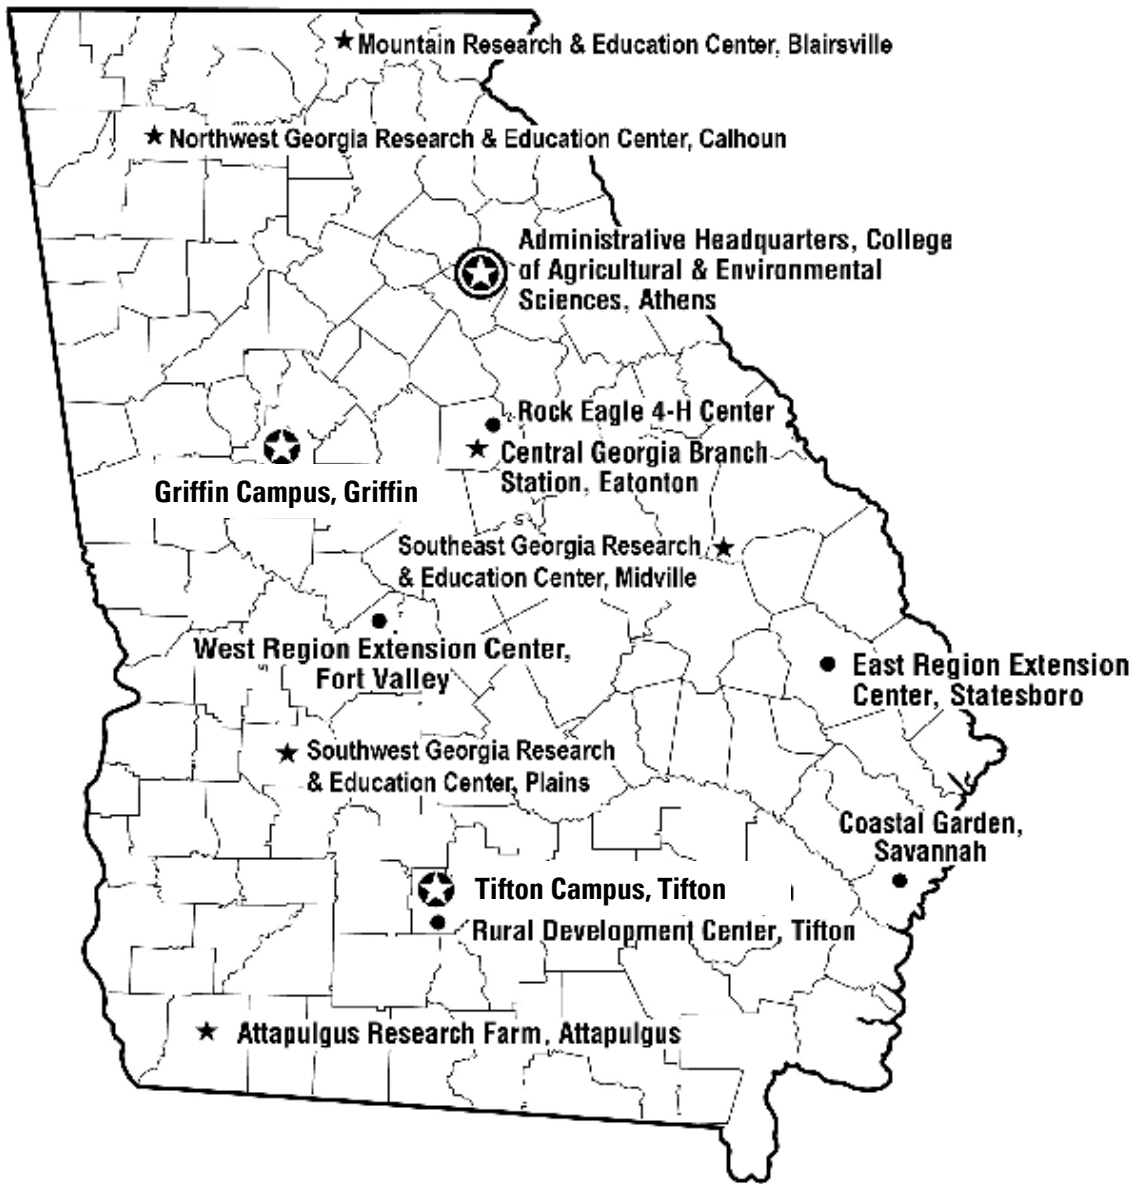 Mountain Research & Education Center, Blairsville
Northwest Georgia Research & Education Center, Calhoun
Administrative Headquarters, College
of Agricultural & Environmental
Sciences, Athens
Rock Eagle 4-H Center
Central Georgia Branch
Station, Eatonton
Griffin Campus, Griffin
Southeast Georgia Research
& Education Center, Midville
West Region Extension Center,
Fort Valley
East Region Extension
Center, Statesboro
Southwest Georgia Research
& Education Center, Plains
Coastal Garden,
Savannah
Tifton Campus, Tifton
Rural Development Center, Tifton
Attapulgus Research Farm, Attapulgus